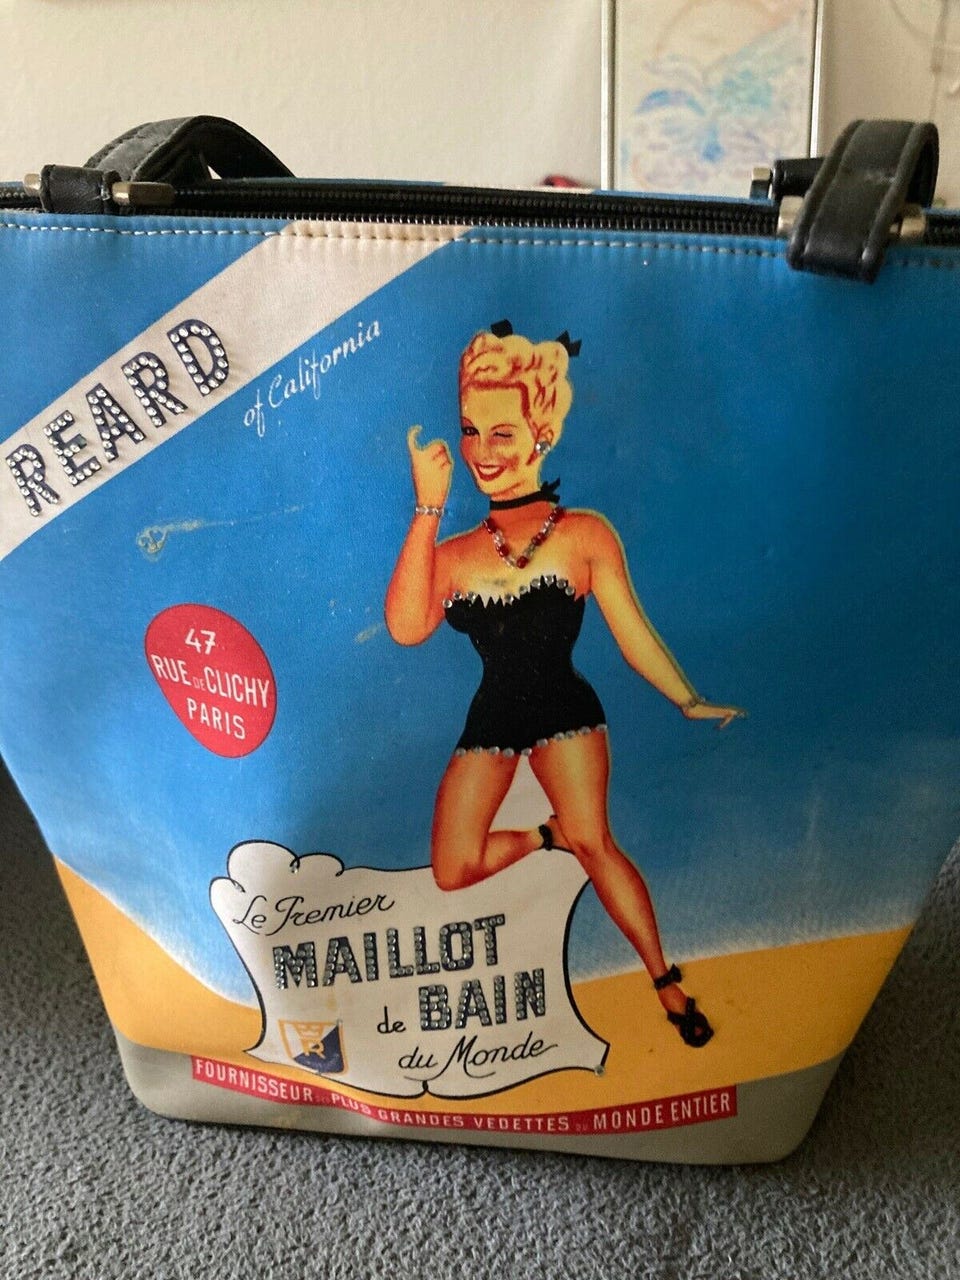 REARD
of California
47
RUE DE CLICHY
PARIS
Le Premier
MAILLOT
de BAIN
du Monde
R
FOURNISSEUR DES PLUS GRANDES VEDETTES DU MONDE ENTIER